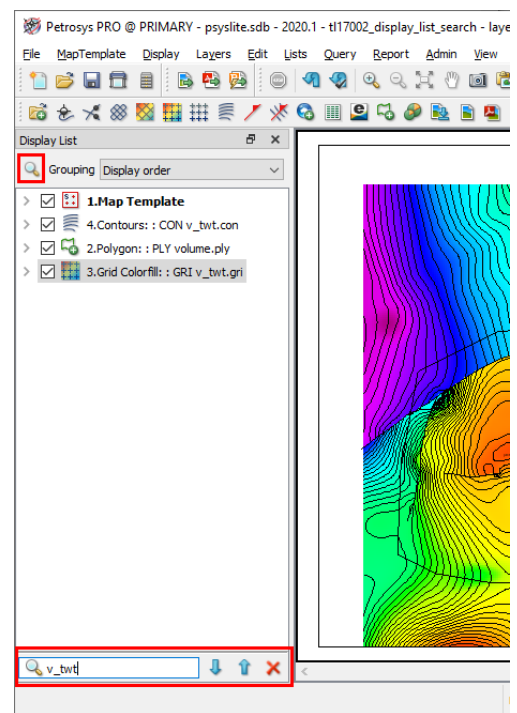 Petrosys PRO @ PRIMARY - psyslite.sdb - 2020.1 - tl17002_display_list_search - laye
File MapTemplate Display Layers Edit Lists Query Report Admin View
Display List
Grouping Display order
1.Map Template
4.Contours: : CON v_twt.con
2.Polygon: : PLY volume.ply
3.Grid Colorfill: : GRI v_twt.gri
v_twt